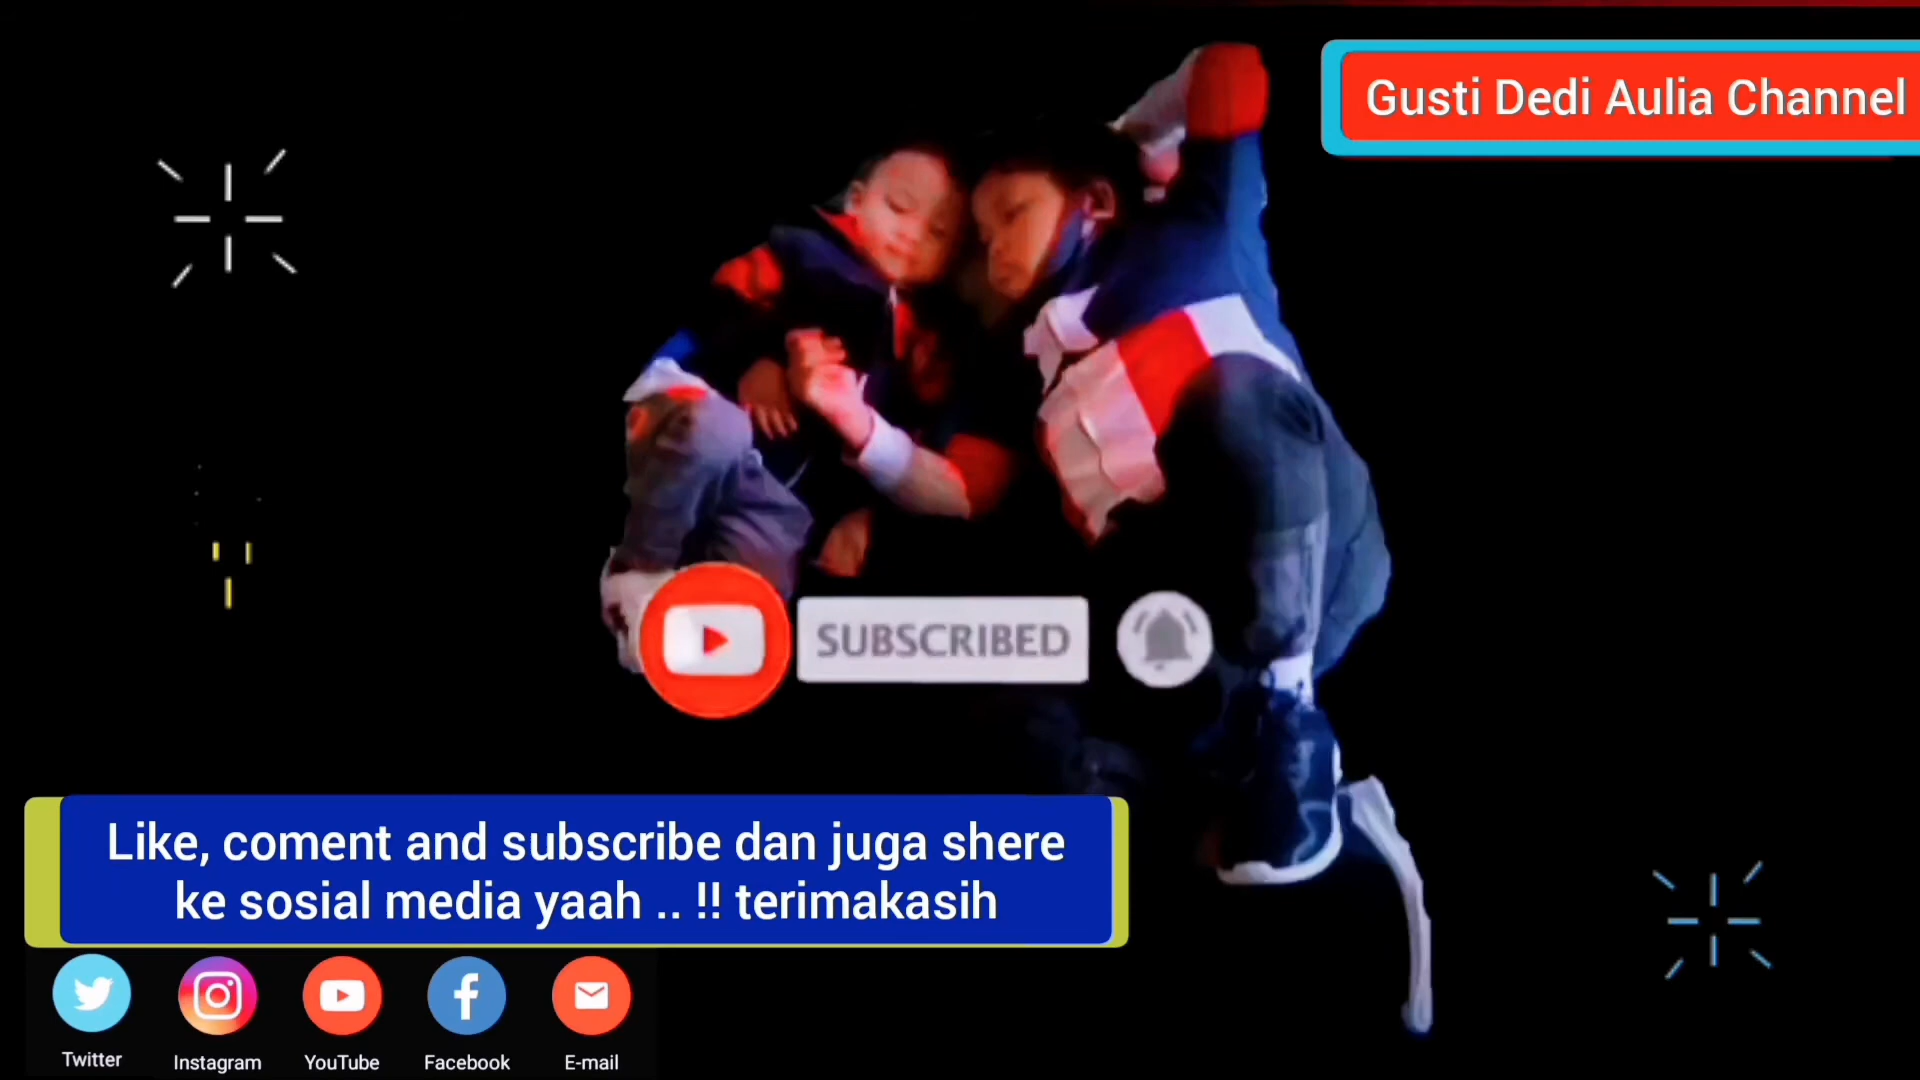 Gusti Dedi Aulia Channel
SUBSCRIBED
Like, coment and subscribe dan juga shere
ke sosial media yaah .. !! terimakasih
Twitter
Instagram
YouTube
Facebook
E-mail